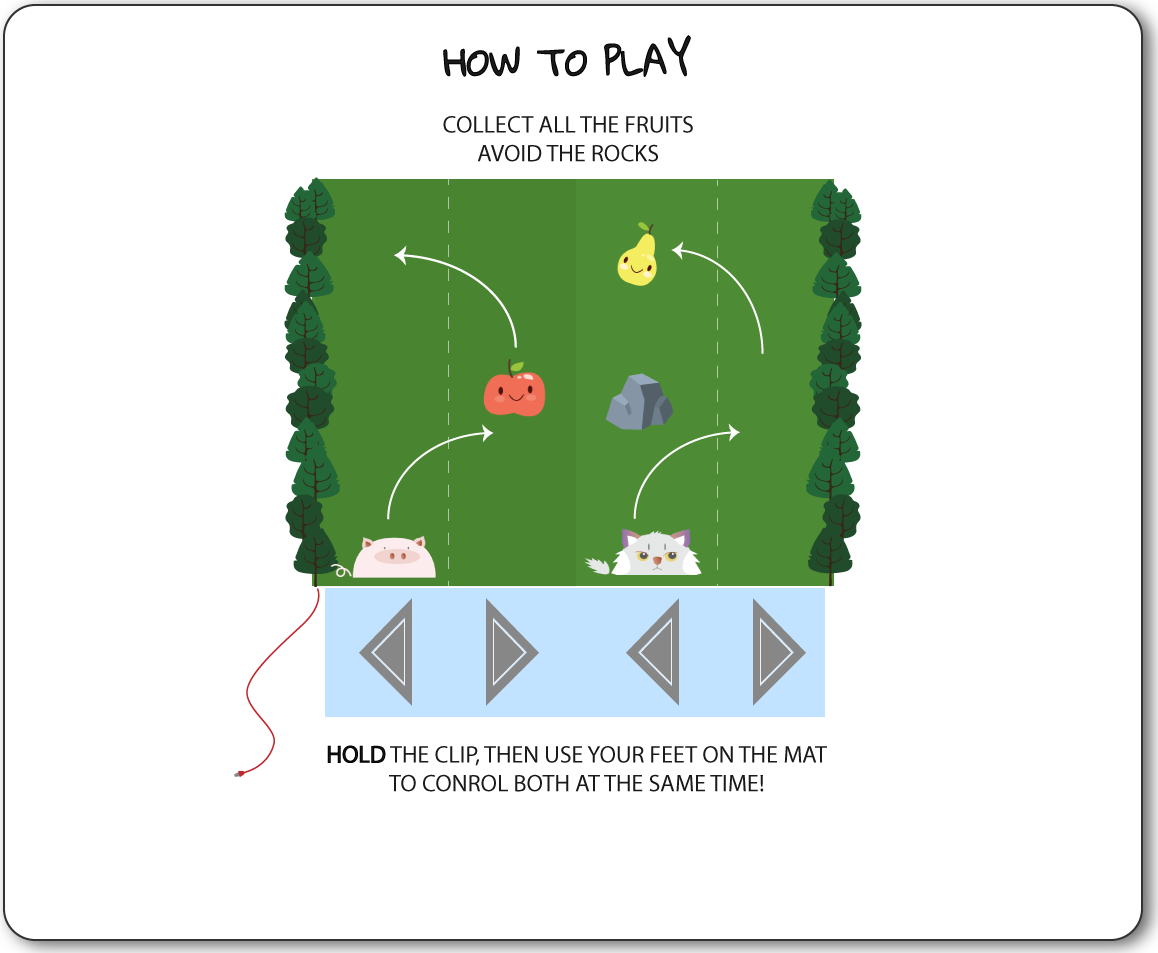 HOW TO PLAY
COLLECT ALL THE FRUITS
AVOID THE ROCKS
HOLD THE CLIP, THEN USE YOUR FEET ON THE MAT
TO CONROL BOTH AT THE SAME TIME!